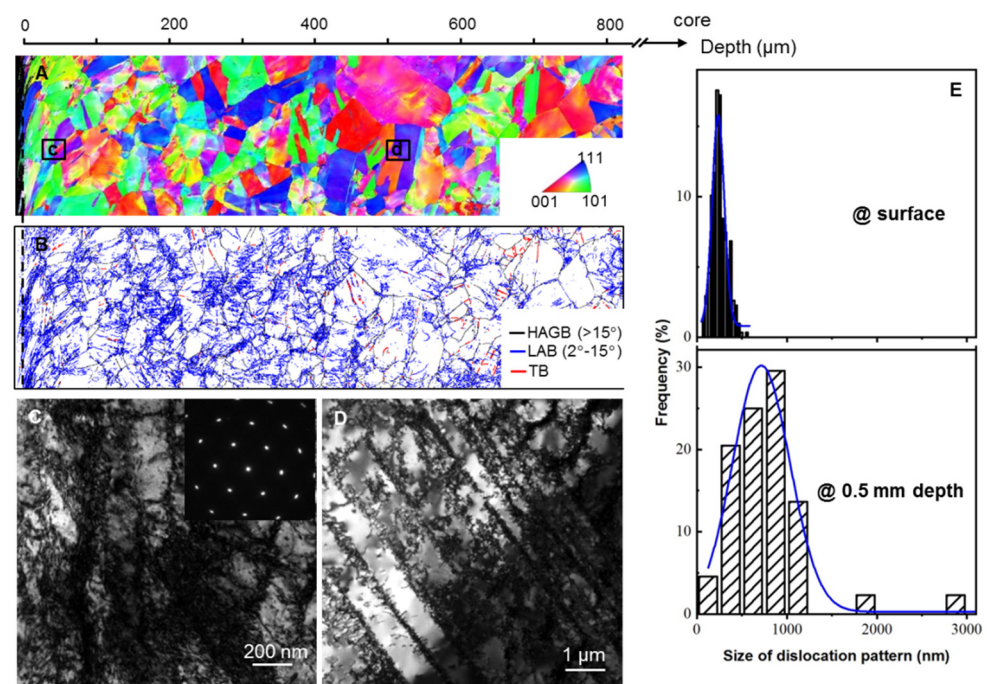 0 200 400 600 800
core
Depth (µm)
A
c
d
111
001 101
B
HAGB (>15°)
LAB (2°-15°)
TB
C
200 nm
D
1 µm
E
@ surface
10
0
Frequency (%)
30
20
10
0
@ 0.5 mm depth
0 1000 2000 3000
Size of dislocation pattern (nm)